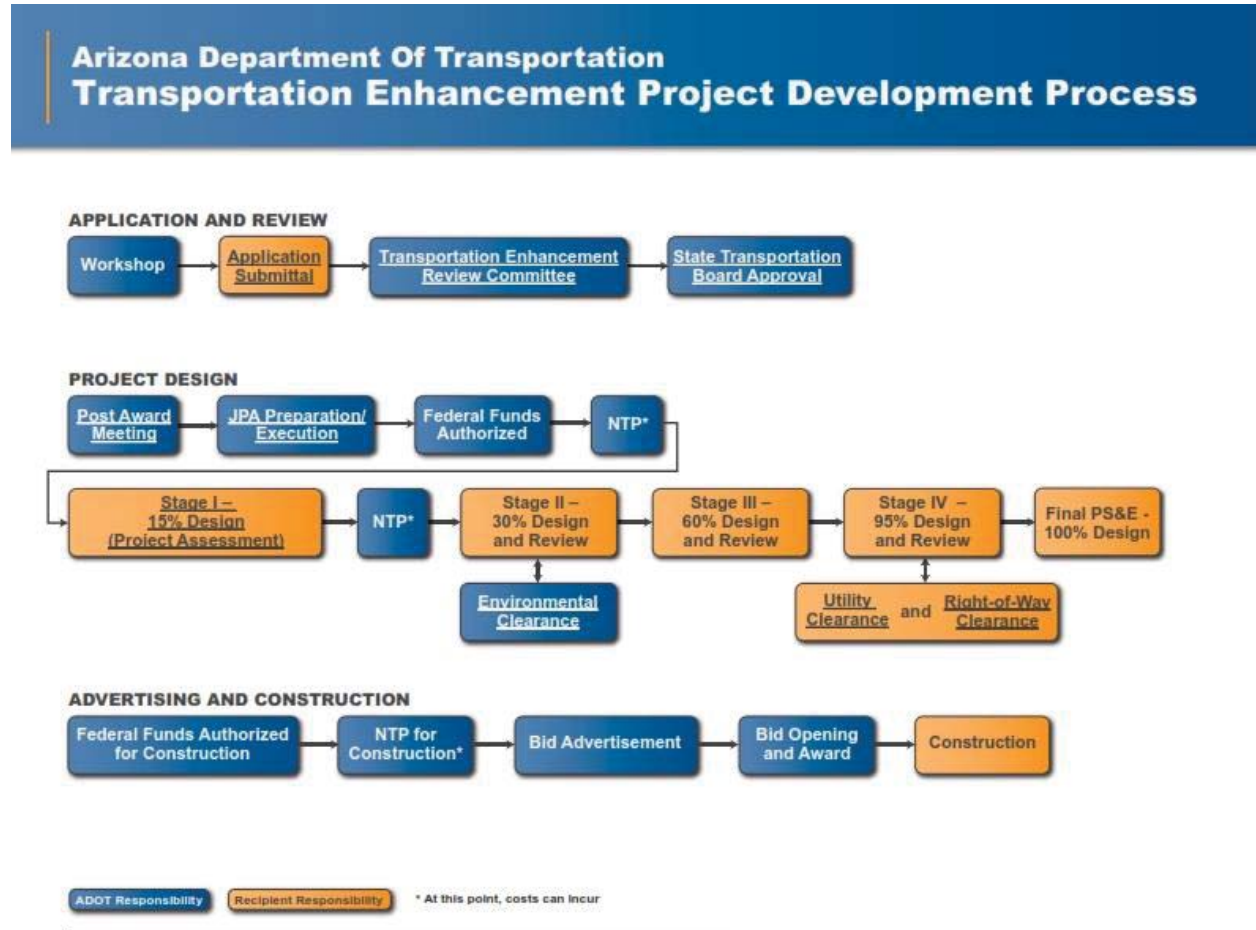 Arizona Department Of Transportation
Transportation Enhancement Project Development Process
APPLICATION AND REVIEW
Workshop
Application
Submittal
Transportation Enhancement
Review Committee
State Transportation
Board Approval
PROJECT DESIGN
Post Award
Meeting
JPA Preparation/
Execution
Federal Funds
Authorized
NTP*
Stage I –
15% Design
(Project Assessment)
NTP*
Stage II –
30% Design
and Review
Stage III –
60% Design
and Review
Stage IV –
95% Design
and Review
Final PS&E -
100% Design
Environmental
Clearance
Utility
Clearance
and
Right-of-Way
Clearance
ADVERTISING AND CONSTRUCTION
Federal Funds Authorized
for Construction
NTP for
Construction*
Bid Advertisement
Bid Opening
and Award
Construction
ADOT Responsibility
Recipient Responsibility
* At this point, costs can incur